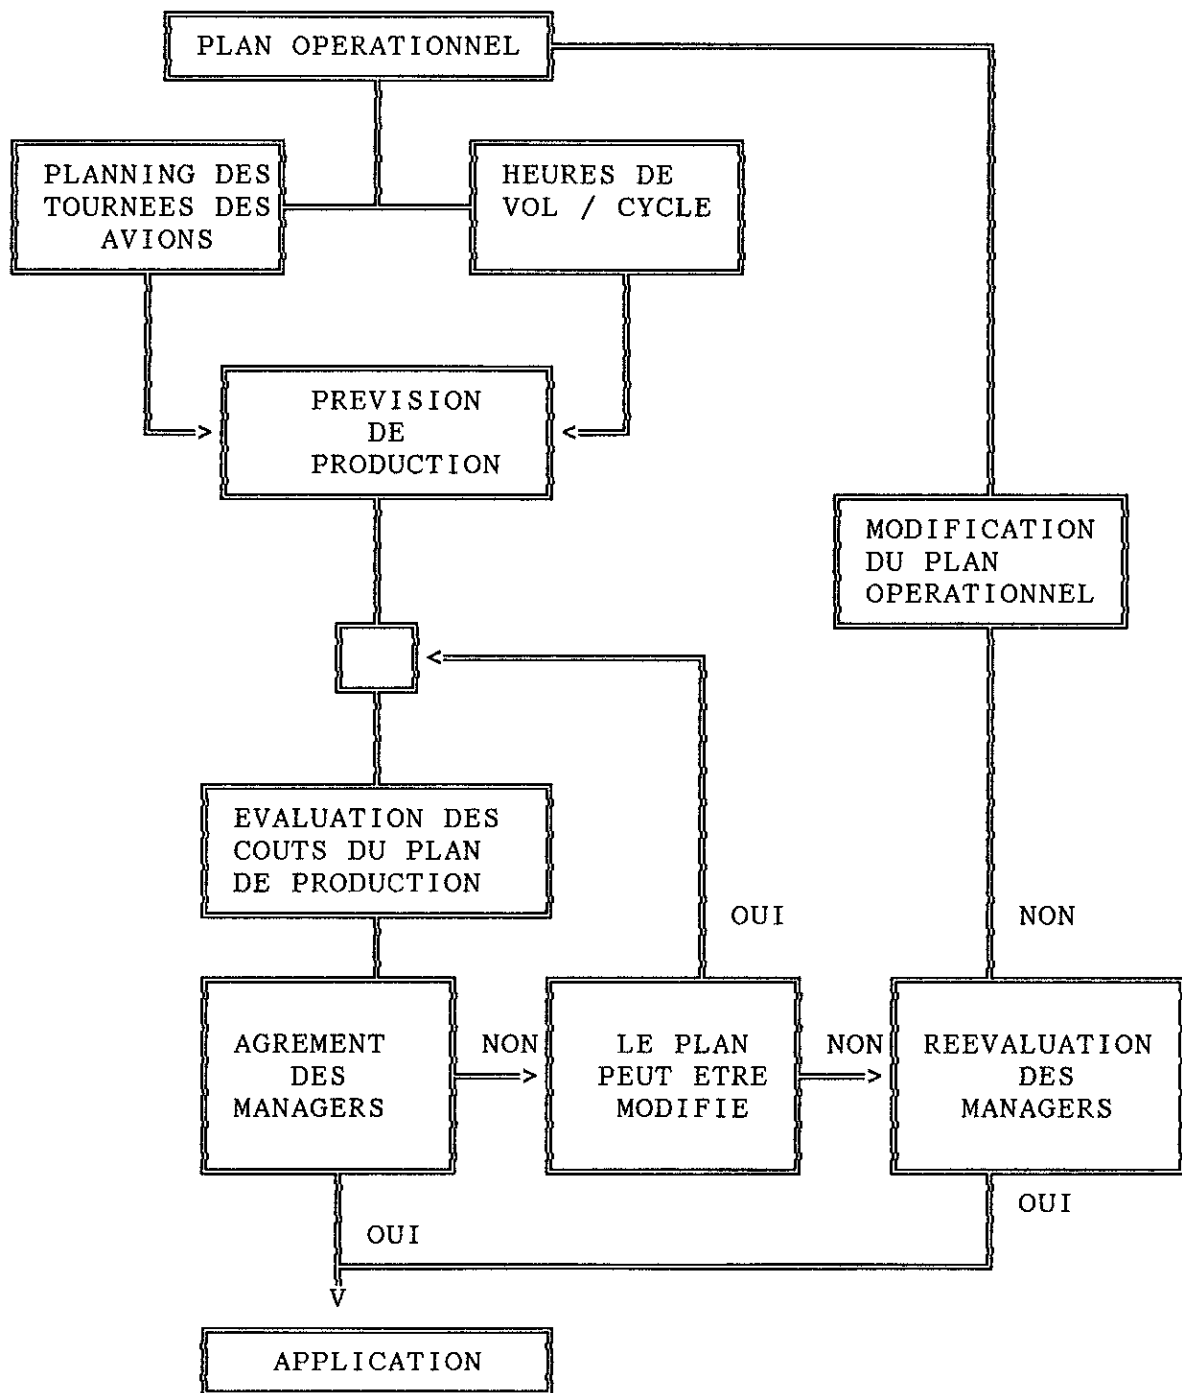 PLAN OPERATIONNEL
PLANNING DES
TOURNEES DES
AVIONS
HEURES DE
VOL / CYCLE
PREVISION
DE
PRODUCTION
MODIFICATION
DU PLAN
OPERATIONNEL
EVALUATION DES
COUTS DU PLAN
DE PRODUCTION
OUI
NON
AGREMENT
DES
MANAGERS
NON
LE PLAN
PEUT ETRE
MODIFIE
NON
REEVALUATION
DES
MANAGERS
OUI
OUI
APPLICATION